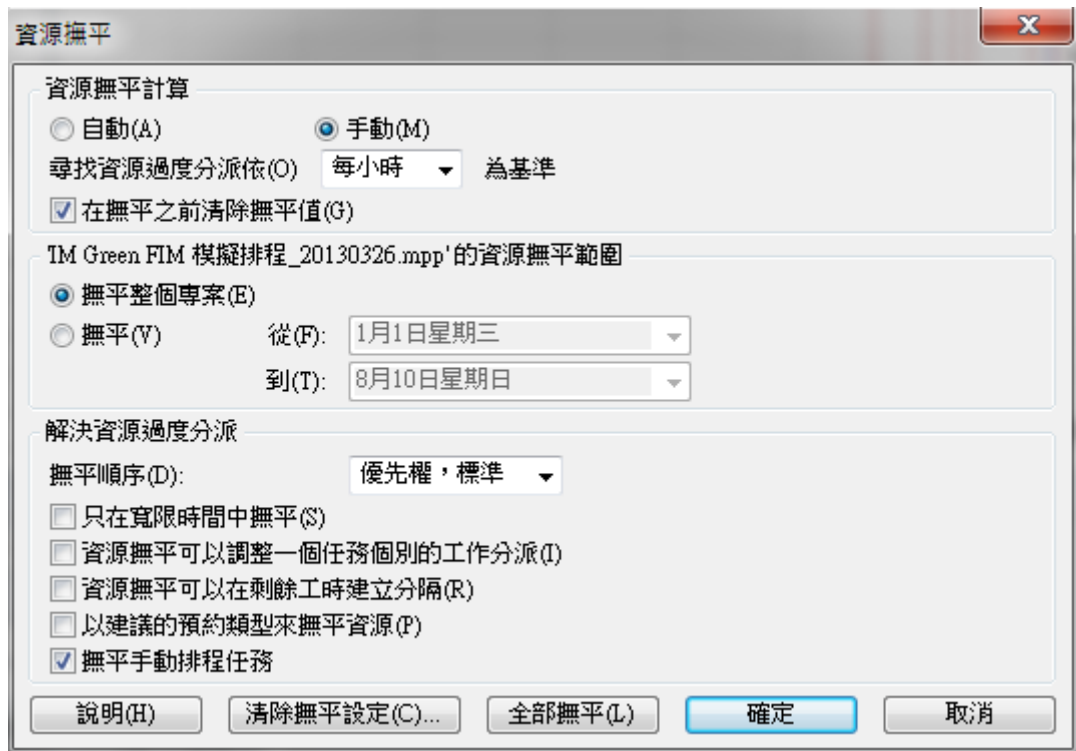 資源撫平
資源撫平計算
自動(A) 手動(M)
尋找資源過度分派依(O) 每小時 為基準
在撫平之前清除撫平值(G)
'IM Green FIM 模擬排程_20130326.mpp'的資源撫平範圍
撫平整個專案(E)
撫平(V) 從(F): 1月1日星期三
到(T): 8月10日星期日
解決資源過度分派
撫平順序(D): 優先權，標準
只在寬限時間中撫平(S)
資源撫平可以調整一個任務個別的工作分派(I)
資源撫平可以在剩餘工時建立分隔(R)
以建議的預約類型來撫平資源(P)
撫平手動排程任務
說明(H) 清除撫平設定(C)... 全部撫平(L) 確定 取消